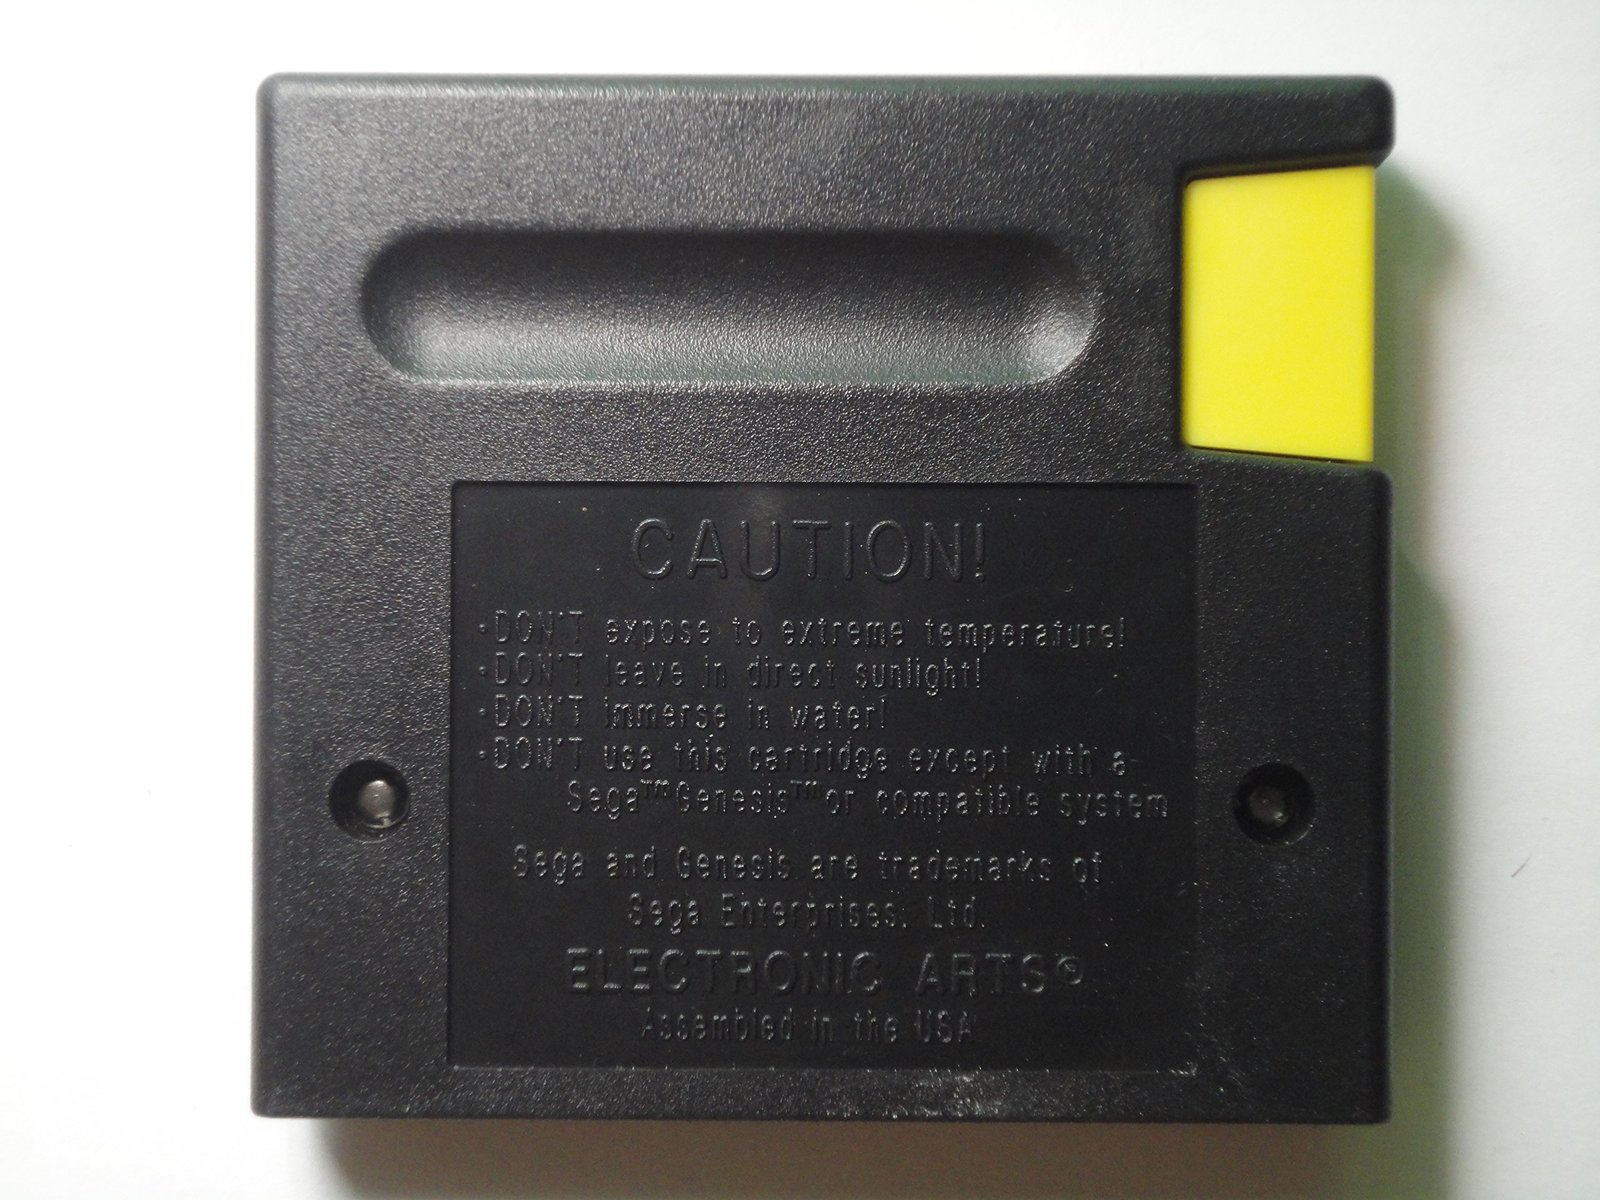 CAUTION!
·DON'T expose to extreme temperature!
·DON'T leave in direct sunlight!
·DON'T immerse in water!
·DON'T use this cartridge except with a
Sega™ Genesis™ or compatible system
Sega and Genesis are trademarks of
Sega Enterprises, Ltd.
ELECTRONIC ARTS®
Assembled in the USA